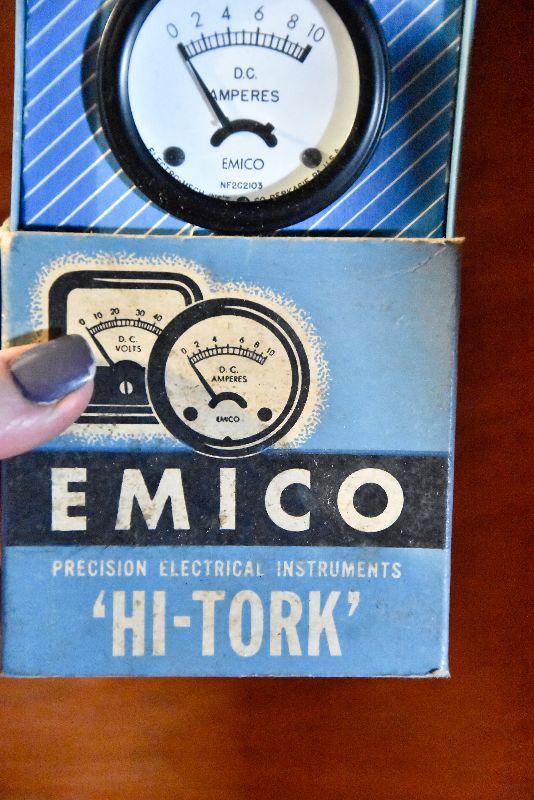 0 2 4 6 8 10
D.C.
AMPERES
EMICO
NF2C2103
0 10 20 30 40
D.C.
VOLTS
0 2 4 6 8 10
D.C.
AMPERES
EMICO
EMICO
PRECISION ELECTRICAL INSTRUMENTS
'HI-TORK'